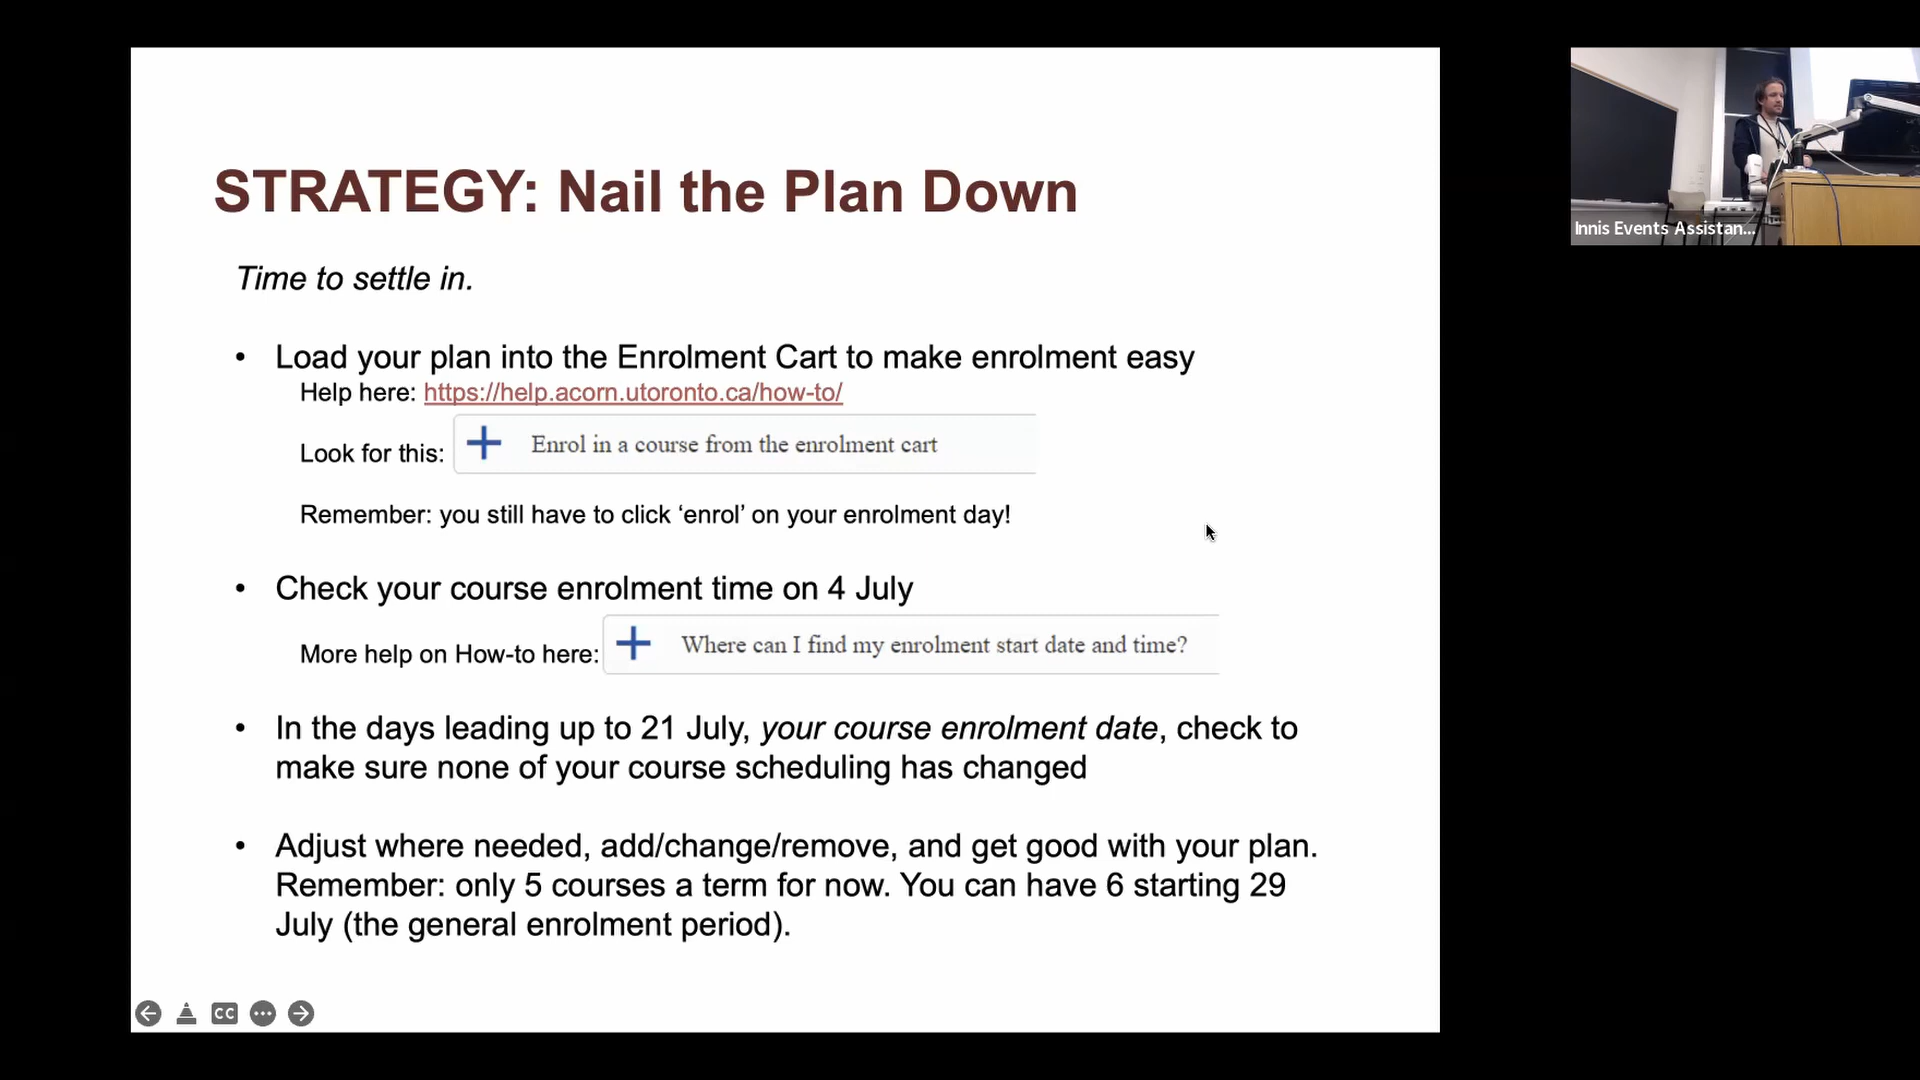 STRATEGY: Nail the Plan Down
Time to settle in.
• Load your plan into the Enrolment Cart to make enrolment easy
Help here: https://help.acorn.utoronto.ca/how-to/
Look for this: + Enrol in a course from the enrolment cart
Remember: you still have to click ‘enrol’ on your enrolment day!
• Check your course enrolment time on 4 July
More help on How-to here: + Where can I find my enrolment start date and time?
• In the days leading up to 21 July, your course enrolment date, check to
make sure none of your course scheduling has changed
• Adjust where needed, add/change/remove, and get good with your plan.
Remember: only 5 courses a term for now. You can have 6 starting 29
July (the general enrolment period).
CC
Innis Events Assistan...